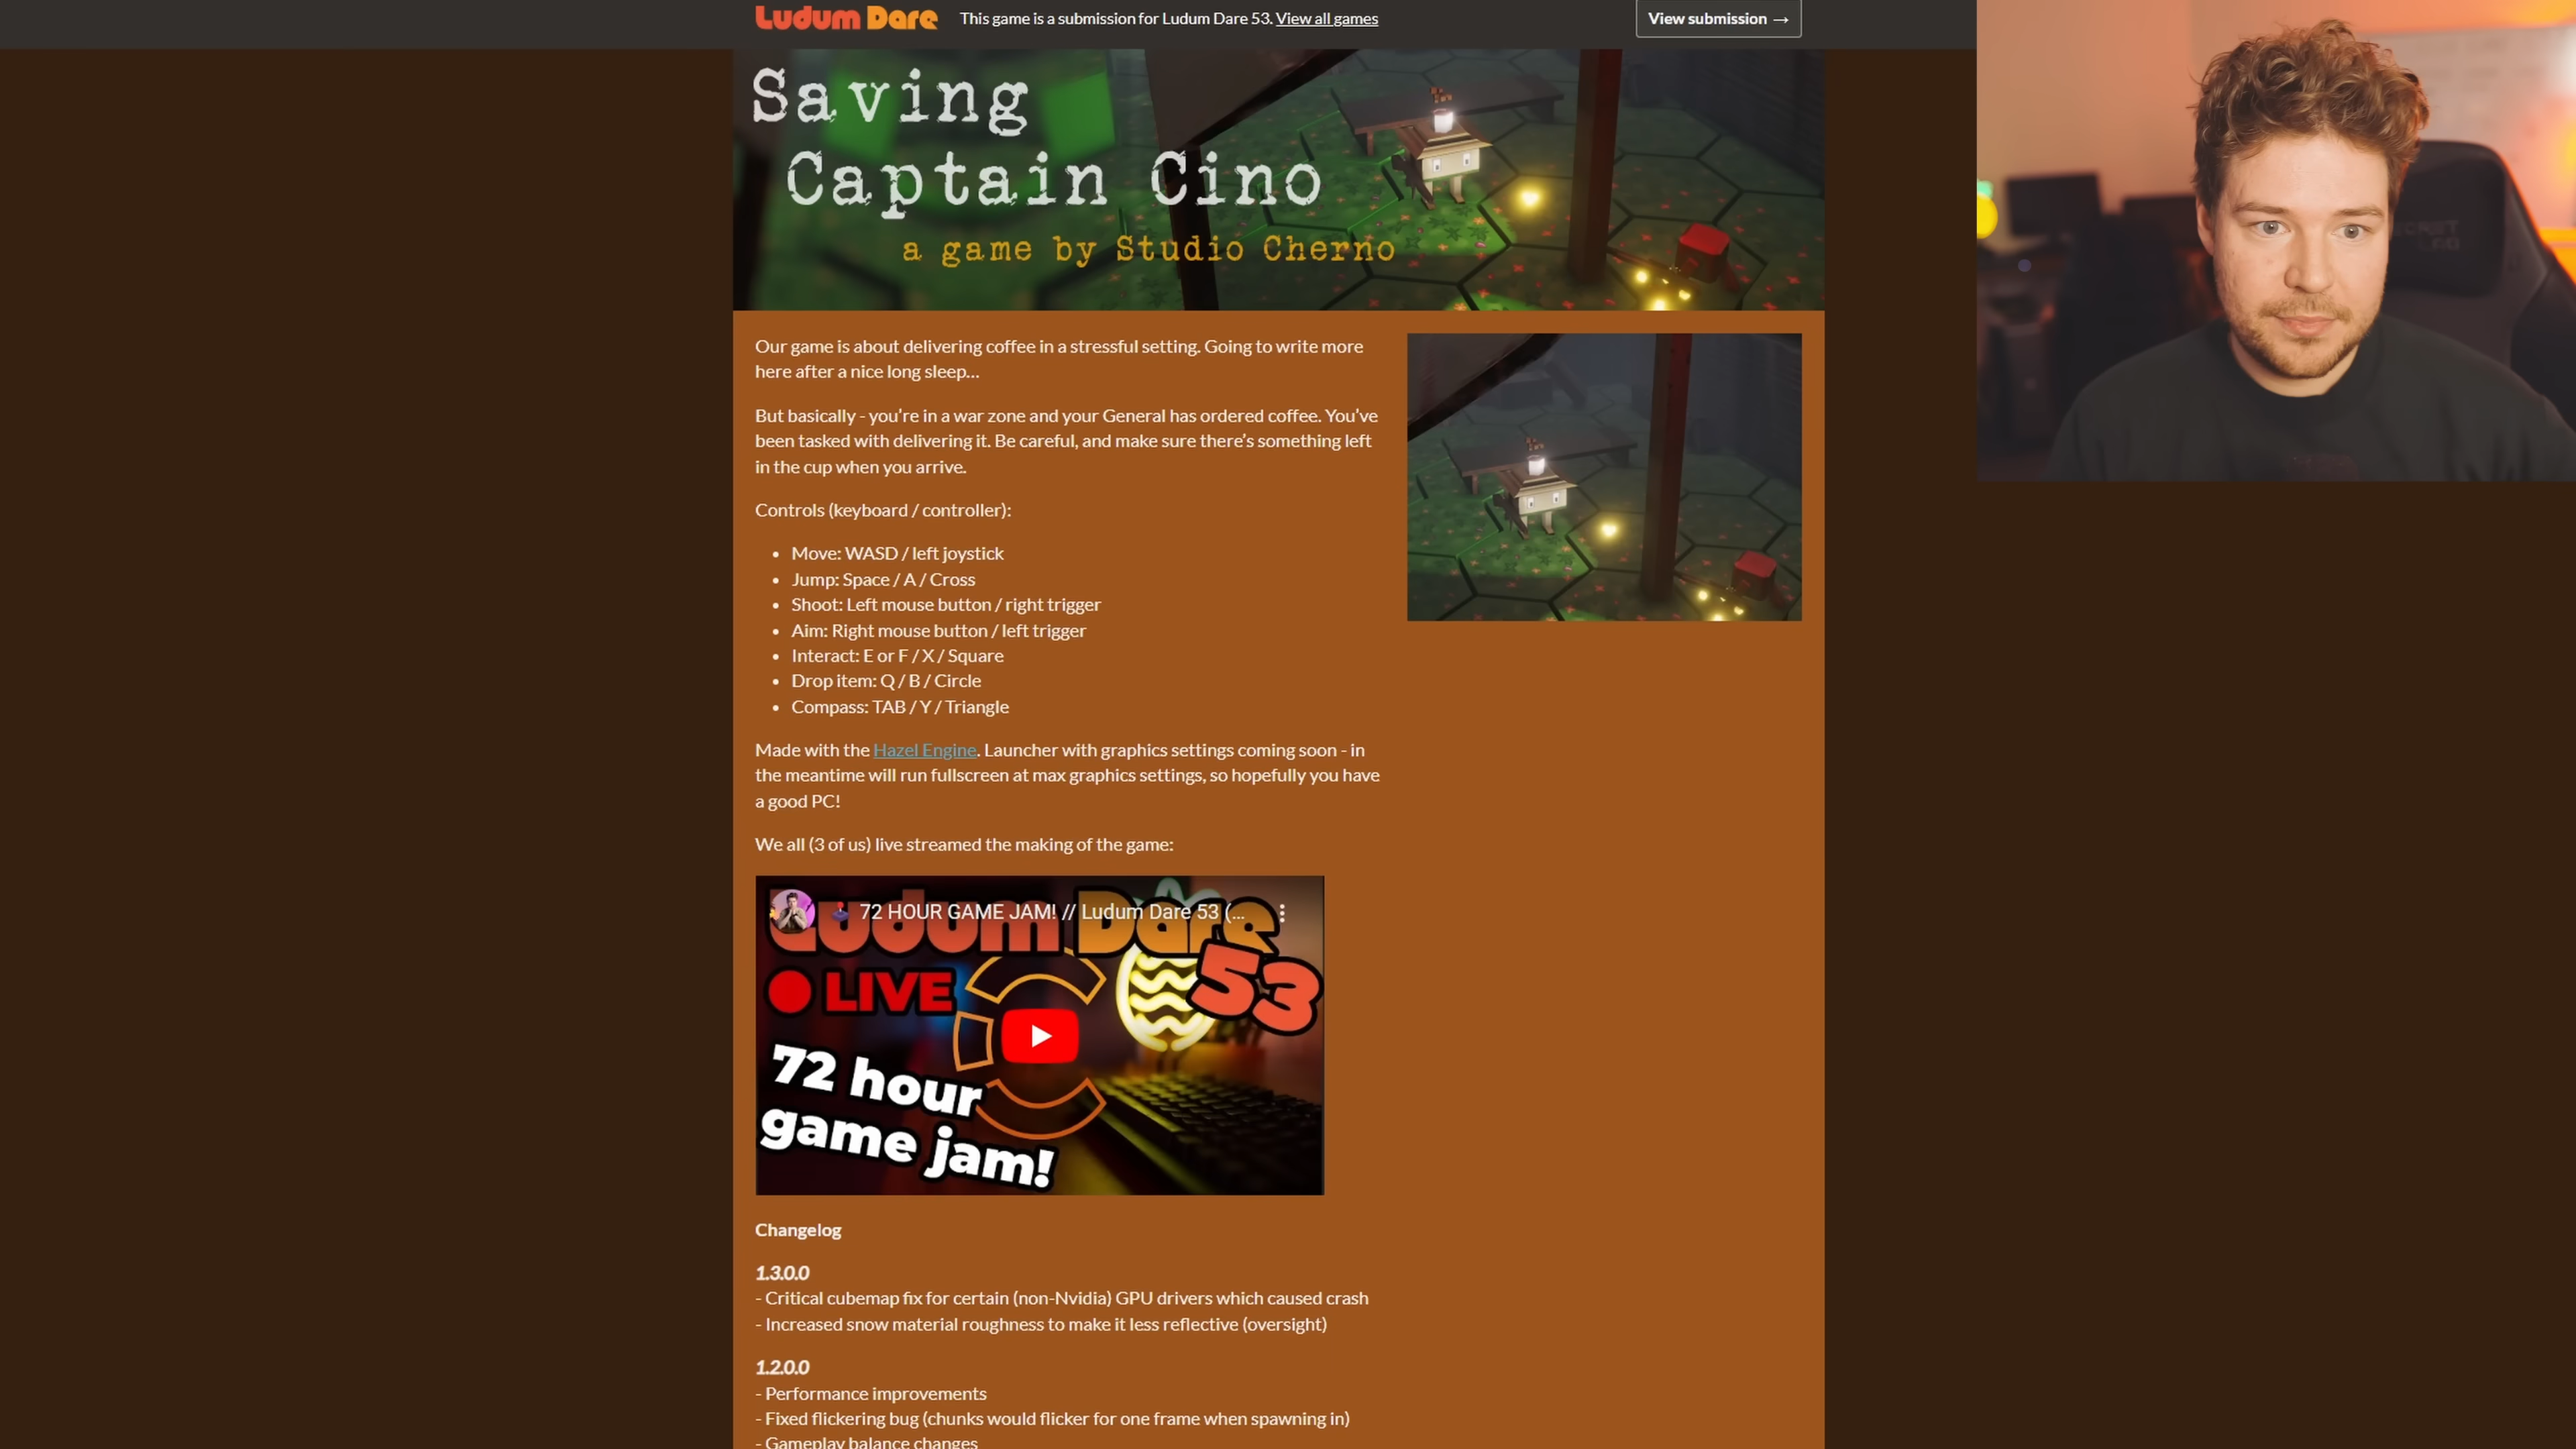 Ludum Dare This game is a submission for Ludum Dare 53. View all games View submission →
Saving
Captain Cino
a game by Studio Cherno
Our game is about delivering coffee in a stressful setting. Going to write more
here after a nice long sleep...
But basically - you're in a war zone and your General has ordered coffee. You've
been tasked with delivering it. Be careful, and make sure there's something left
in the cup when you arrive.
Controls (keyboard / controller):
• Move: WASD / left joystick
• Jump: Space / A / Cross
• Shoot: Left mouse button / right trigger
• Aim: Right mouse button / left trigger
• Interact: E or F / X / Square
• Drop item: Q / B / Circle
• Compass: TAB / Y / Triangle
Made with the Hazel Engine. Launcher with graphics settings coming soon - in
the meantime will run fullscreen at max graphics settings, so hopefully you have
a good PC!
We all (3 of us) live streamed the making of the game:
72 HOUR GAME JAM! // Ludum Dare 53 (...
Ludum Dare
53
LIVE
72 hour
game jam!
Changelog
1.3.0.0
- Critical cubemap fix for certain (non-Nvidia) GPU drivers which caused crash
- Increased snow material roughness to make it less reflective (oversight)
1.2.0.0
- Performance improvements
- Fixed flickering bug (chunks would flicker for one frame when spawning in)
- Gameplay balance changes